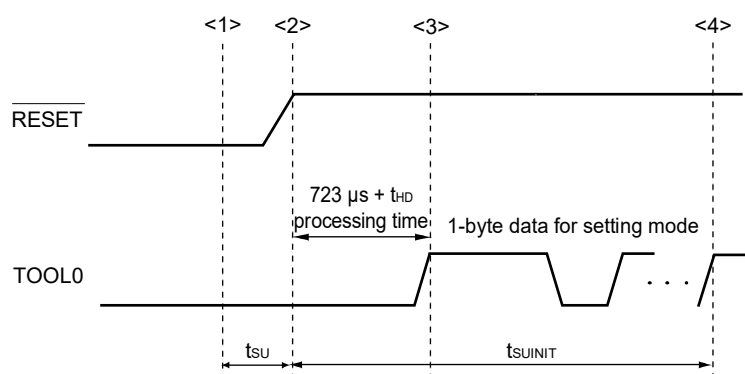 <1> <2> <3> <4>
RESET
723 µs + tHD
processing time
1-byte data for setting mode
TOOL0
. . .
tSU
tSUINIT